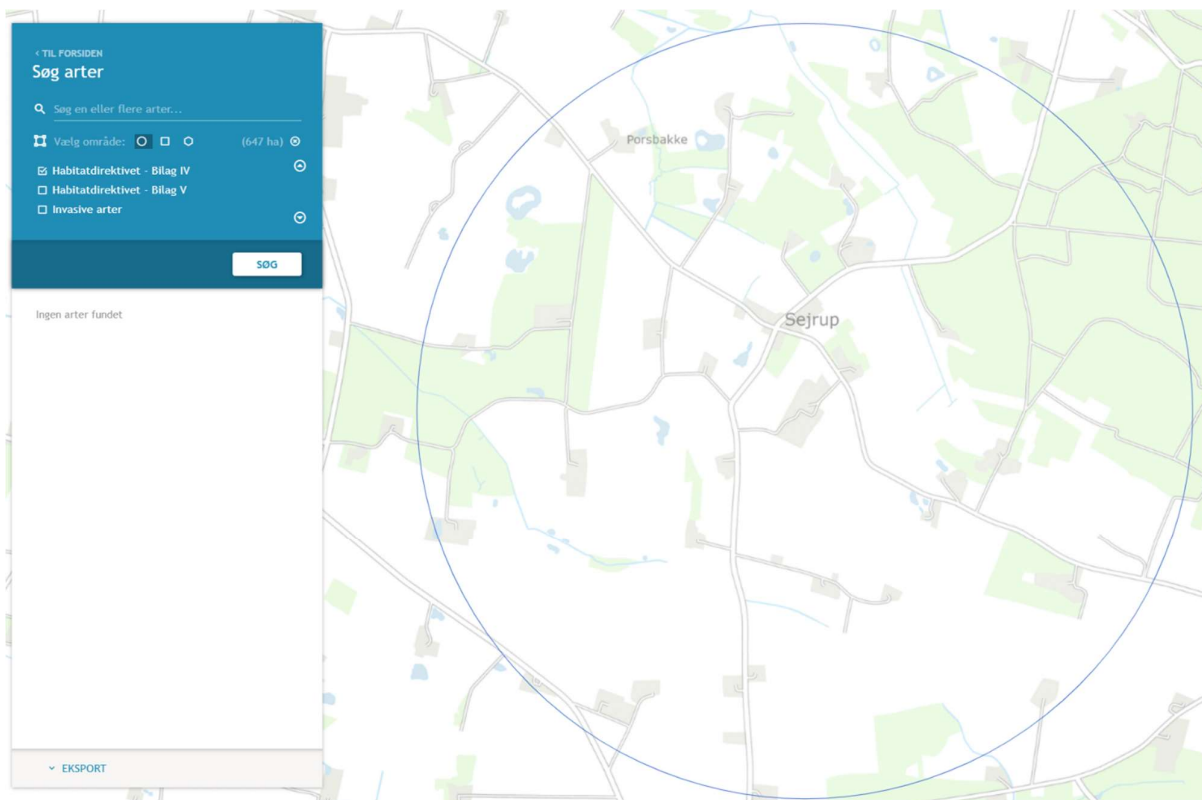 ‹ TIL FORSIDEN
Søg arter
Søg en eller flere arter...
Vælg område: (647 ha)
Habitatdirektivet - Bilag IV
Habitatdirektivet - Bilag V
Invasive arter
SØG
Ingen arter fundet
EKSPORT
Porsbakke
Sejrup